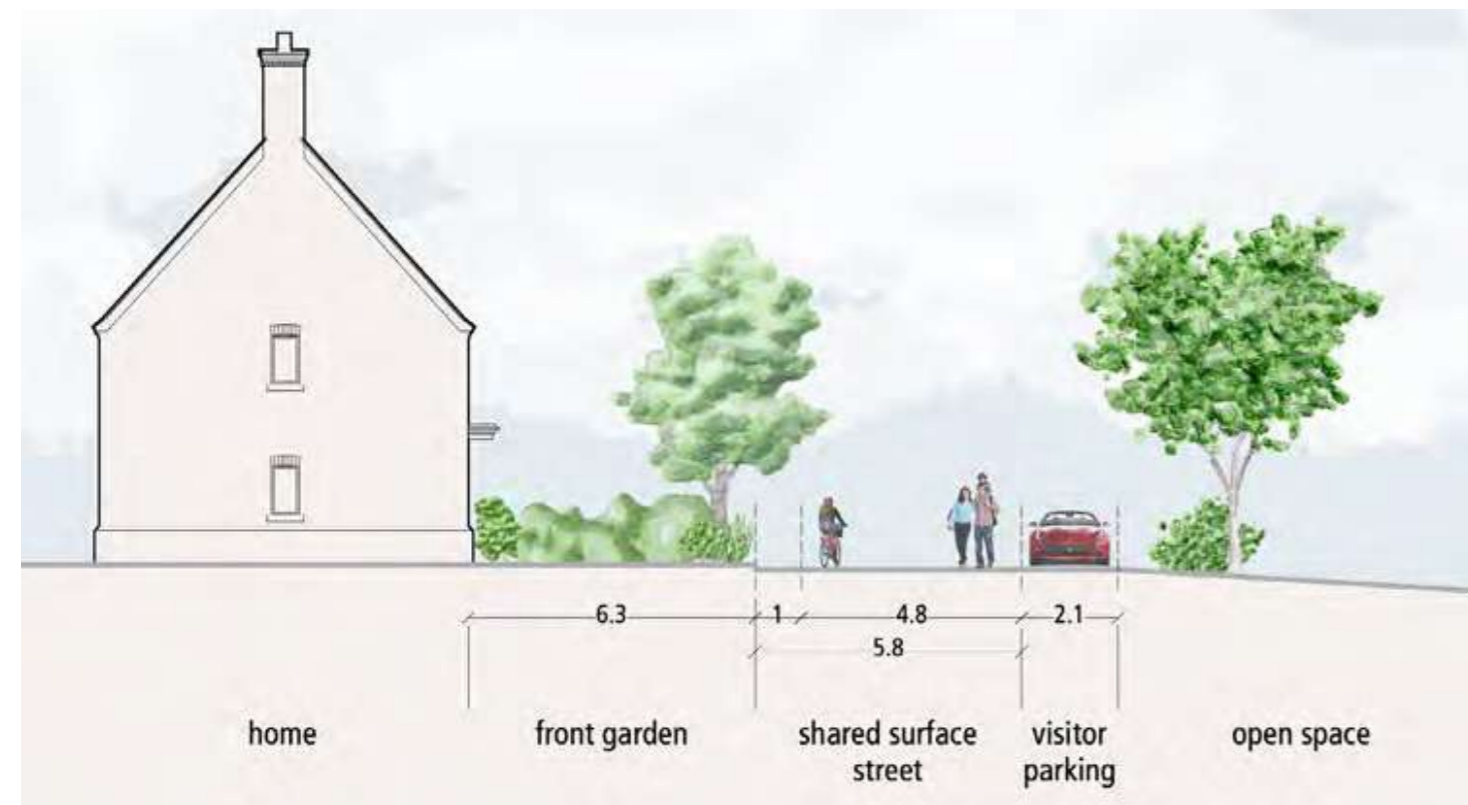 6.3 1 4.8 2.1
5.8
home front garden shared surface visitor open space
street parking